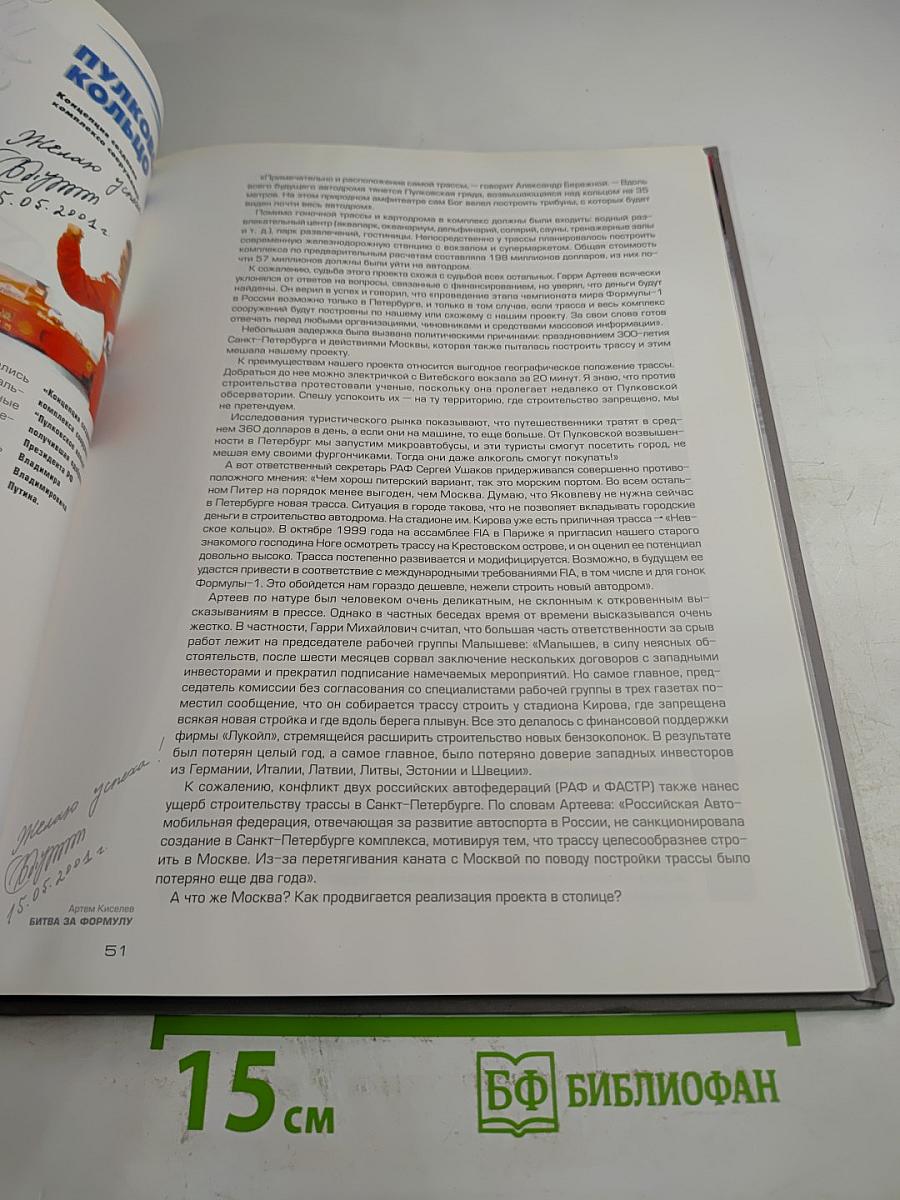 ПУЛКОВ
КОЛЬЦО
Концепция создания
комплекса
Желаю успеха
15.05.2001 г.
«Концепция
комплекса
"Пулковское
получившая
Президента РФ
Владимира
Владимировича
Путина.
«Примечательно и расположение самой трассы, — говорит Александр Бережной. — Вдоль
всего будущего автодрома тянется Пулковская гряда, возвышающаяся над кольцом на 35
метров. На этом природном амфитеатре сам Бог велел построить трибуны, с которых будет
виден почти весь автодром».
Помимо гоночной трассы и картодрома в комплекс должны были входить: водный раз-
влекательный центр (аквапарк, океанариум, дельфинарий, солярий, сауны, тренажерные залы
и т. д.), парк развлечений, гостиницы. Непосредственно у трассы планировалось построить
современную железнодорожную станцию с вокзалом и супермаркетом. Общая стоимость
комплекса по предварительным расчетам составляла 198 миллионов долларов, из них по-
чти 57 миллионов должны были уйти на автодром.
К сожалению, судьба этого проекта схожа с судьбой всех остальных. Гарри Артеев всячески
уклонялся от ответов на вопросы, связанные с финансированием, но уверял, что деньги будут
найдены. Он верил в успех и говорил, что «проведение этапа чемпионата мира Формулы-1
в России возможно только в Петербурге, и только в том случае, если трасса и весь комплекс
сооружений будут построены по нашему или схожему с нашим проекту. За свои слова готов
отвечать перед любыми организациями, чиновниками и средствами массовой информации».
Небольшая задержка была вызвана политическими причинами: празднованием 300-летия
Санкт-Петербурга и действиями Москвы, которая также пыталась построить трассу и этим
мешала нашему проекту.
К преимуществам нашего проекта относится выгодное географическое положение трассы.
Добраться до нее можно электричкой с Витебского вокзала за 20 минут. Я знаю, что против
строительства протестовали ученые, поскольку она пролегает недалеко от Пулковской
обсерватории. Спешу успокоить их — на ту территорию, где строительство запрещено, мы
не претендуем.
Исследования туристического рынка показывают, что путешественники тратят в сред-
нем 360 долларов в день, а если они на машине, то еще больше. От Пулковской возвышен-
ности в Петербург мы запустим микроавтобусы, и эти туристы смогут посетить город, не
мешая ему своими фургончиками. Тогда они даже алкоголь смогут покупать!»
А вот ответственный секретарь РАФ Сергей Ушаков придерживался совершенно противо-
положного мнения: «Чем хорош питерский вариант, так это морским портом. Во всем осталь-
ном Питер на порядок менее выгоден, чем Москва. Думаю, что Яковлеву не нужна сейчас
в Петербурге новая трасса. Ситуация в городе такова, что не позволяет вкладывать городские
деньги в строительство автодрома. На стадионе им. Кирова уже есть приличная трасса — «Нев-
ское кольцо». В октябре 1999 года на ассамблее FIA в Париже я пригласил нашего старого
знакомого господина Ноге осмотреть трассу на Крестовском острове, и он оценил ее потенциал
довольно высоко. Трасса постепенно развивается и модифицируется. Возможно, в будущем ее
удастся привести в соответствие с международными требованиями FIA, в том числе и для гонок
Формулы-1. Это обойдется нам гораздо дешевле, нежели строить новый автодром».
Артеев по натуре был человеком очень деликатным, не склонным к откровенным вы-
сказываниям в прессе. Однако в частных беседах время от времени высказывался очень
жестко. В частности, Гарри Михайлович считал, что большая часть ответственности за срыв
работ лежит на председателе рабочей группы Малышеве: «Малышев, в силу неясных об-
стоятельств, после шести месяцев сорвал заключение нескольких договоров с западными
инвесторами и прекратил подписание намечаемых мероприятий. Но самое главное, пред-
седатель комиссии без согласования со специалистами рабочей группы в трех газетах по-
местил сообщение, что он собирается трассу строить у стадиона Кирова, где запрещена
всякая новая стройка и где вдоль берега плывун. Все это делалось с финансовой поддержки
фирмы «Лукойл», стремящейся расширить строительство новых бензоколонок. В результате
был потерян целый год, а самое главное, было потеряно доверие западных инвесторов
из Германии, Италии, Латвии, Литвы, Эстонии и Швеции».
К сожалению, конфликт двух российских автофедераций (РАФ и ФАСТР) также нанес
ущерб строительству трассы в Санкт-Петербурге. По словам Артеева: «Российская Авто-
мобильная федерация, отвечающая за развитие автоспорта в России, не санкционировала
создание в Санкт-Петербурге комплекса, мотивируя тем, что трассу целесообразнее стро-
ить в Москве. Из-за перетягивания каната с Москвой по поводу постройки трассы было
потеряно еще два года».
А что же Москва? Как продвигается реализация проекта в столице?
Желаю успеха!
15.05.2001 г.
Артем Киселев
БИТВА ЗА ФОРМУЛУ
51
15 см
БФ БИБЛИОФАН